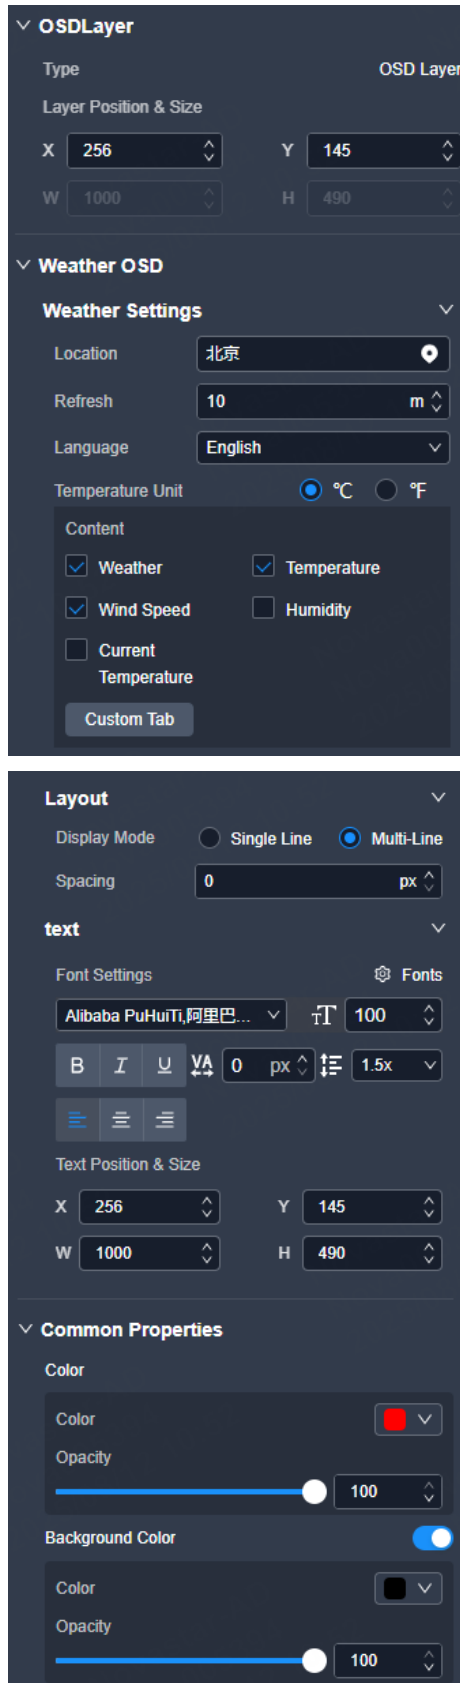 OSDLayer
Type OSD Layer
Layer Position & Size
X 256 Y 145
W 1000 H 490
Weather OSD
Weather Settings
Location 北京
Refresh 10 m
Language English
Temperature Unit °C °F
Content
Weather Temperature
Wind Speed Humidity
Current
Temperature
Custom Tab
Layout
Display Mode Single Line Multi-Line
Spacing 0 px
text
Font Settings Fonts
Alibaba PuHuiTi,阿里巴... TT 100
B I U VA 0 px 1.5x
Text Position & Size
X 256 Y 145
W 1000 H 490
Common Properties
Color
Color
Opacity
100
Background Color
Color
Opacity
100